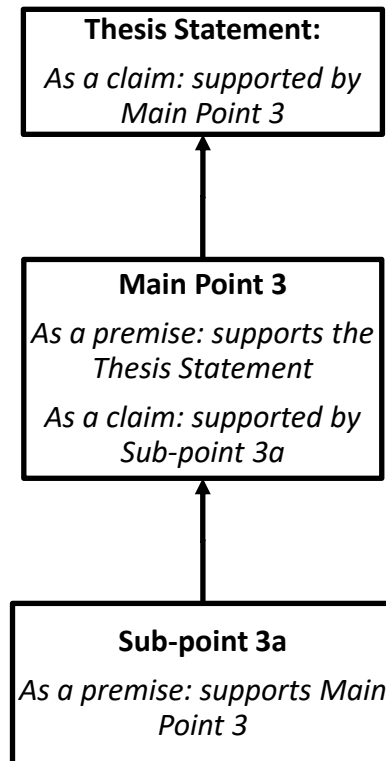 Thesis Statement:
As a claim: supported by
Main Point 3
Main Point 3
As a premise: supports the
Thesis Statement
As a claim: supported by
Sub-point 3a
Sub-point 3a
As a premise: supports Main
Point 3